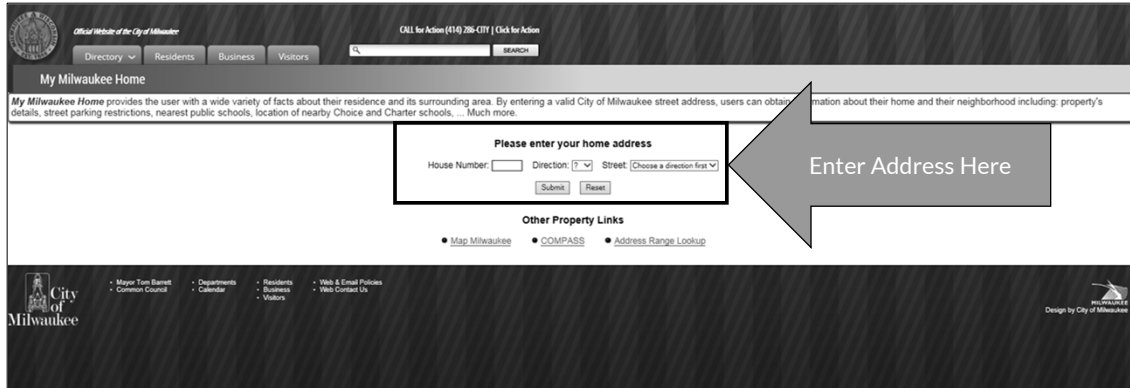 Official Website of the City of Milwaukee
CALL for Action (414) 286-CITY | Click for Action
Directory Residents Business Visitors
SEARCH
My Milwaukee Home
My Milwaukee Home provides the user with a wide variety of facts about their residence and its surrounding area. By entering a valid City of Milwaukee street address, users can obtain mation about their home and their neighborhood including: property's
details, street parking restrictions, nearest public schools, location of nearby Choice and Charter schools, ... Much more.
Please enter your home address
House Number: Direction: ? Street: Choose a direction first
Submit Reset
Enter Address Here
Other Property Links
Map Milwaukee COMPASS Address Range Lookup
City
of
Milwaukee
Mayor Tom Barrett
Common Council
Departments
Calendar
Residents
Business
Visitors
Web & Email Policies
Web Contact Us
MILWAUKEE
Design by City of Milwaukee